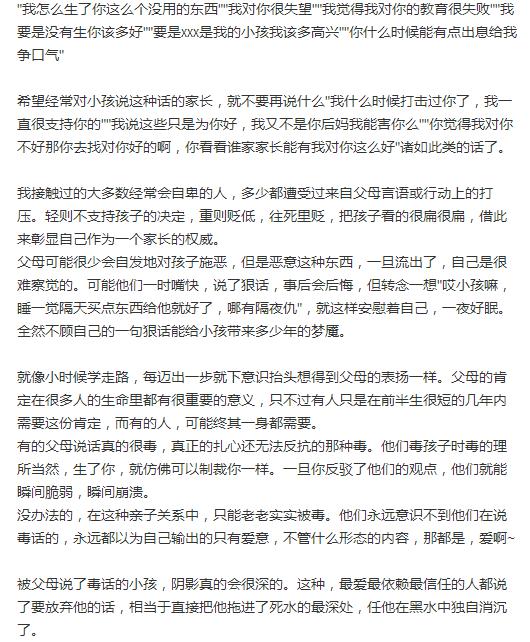 "我怎么生了你这么个没用的东西""我对你很失望""我觉得我对你的教育很失败""我
要是没有生你该多好""要是xxx是我的小孩我该多高兴""你什么时候能有点出息给我
争口气"
希望经常对小孩说这种话的家长，就不要再说什么"我什么时候打击过你了，我一
直很支持你的""我说这些只是为你好，我又不是你后妈我能害你么""你觉得我对你
不好那你去找对你好的啊，你看看谁家家长能有我对你这么好"诸如此类的话了。
我接触过的大多数经常会自卑的人，多少都遭受过来自父母言语或行动上的打
压。轻则不支持孩子的决定，重则贬低，往死里贬，把孩子看的很扁很扁，借此
来彰显自己作为一个家长的权威。
父母可能很少会自发地对孩子施恶，但是恶意这种东西，一旦流出了，自己是很
难察觉的。可能他们一时嘴快，说了狠话，事后会后悔，但转念一想"哎小孩嘛，
睡一觉隔天买点东西给他就好了，哪有隔夜仇"，就这样安慰着自己，一夜好眠。
全然不顾自己的一句狠话能给小孩带来多少年的梦魇。
就像小时候学走路，每迈出一步就下意识抬头想得到父母的表扬一样。父母的肯
定在很多人的生命里都有很重要的意义，只不过有人只是在前半生很短的几年内
需要这份肯定，而有的人，可能终其一身都需要。
有的父母说话真的很毒，真正的扎心还无法反抗的那种毒。他们毒孩子时毒的理
所当然，生了你，就仿佛可以制裁你一样。一旦你反驳了他们的观点，他们就能
瞬间脆弱，瞬间崩溃。
没办法的，在这种亲子关系中，只能老老实实被毒。他们永远意识不到他们在说
毒话的，永远都以为自己输出的只有爱意，不管什么形态的内容，那都是，爱啊~
被父母说了毒话的小孩，阴影真的会很深的。这种，最爱最依赖最信任的人都说
了要放弃他的话，相当于直接把他拖进了死水的最深处，任他在黑水中独自消沉
了。